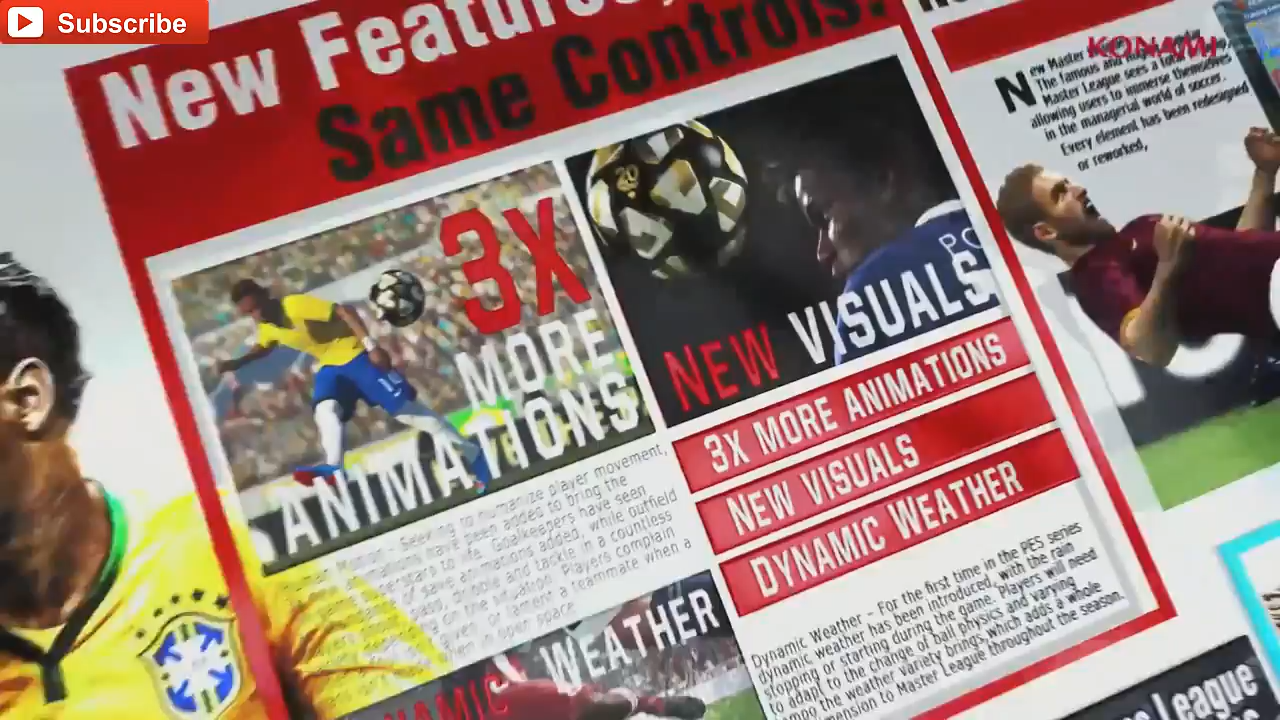 Subscribe
New Features,
Same Controls!
KONAMI
3X
MORE
ANIMATIONS
NEW VISUALS
3X MORE ANIMATIONS
NEW VISUALS
DYNAMIC WEATHER
to humanize player movement,
have been added to bring the
to life. Goalkeepers have seen
save animations added, while outfield
dribble and tackle in a countless
on the situation. Players complain
or lament a teammate when a
in open space.
WEATHER
Dynamic Weather - For the first time in the PES series
dynamic weather has been introduced, with the rain
stopping or starting during the game. Players will need
to adapt to the change of ball physics and varying
tempo the weather variety brings, which adds a whole
dimension to Master League throughout the season.
New Master
The famous and
Master League sees a
allowing users to immerse themselves
in the managerial world of soccer.
Every element has been redesigned
or reworked,
League